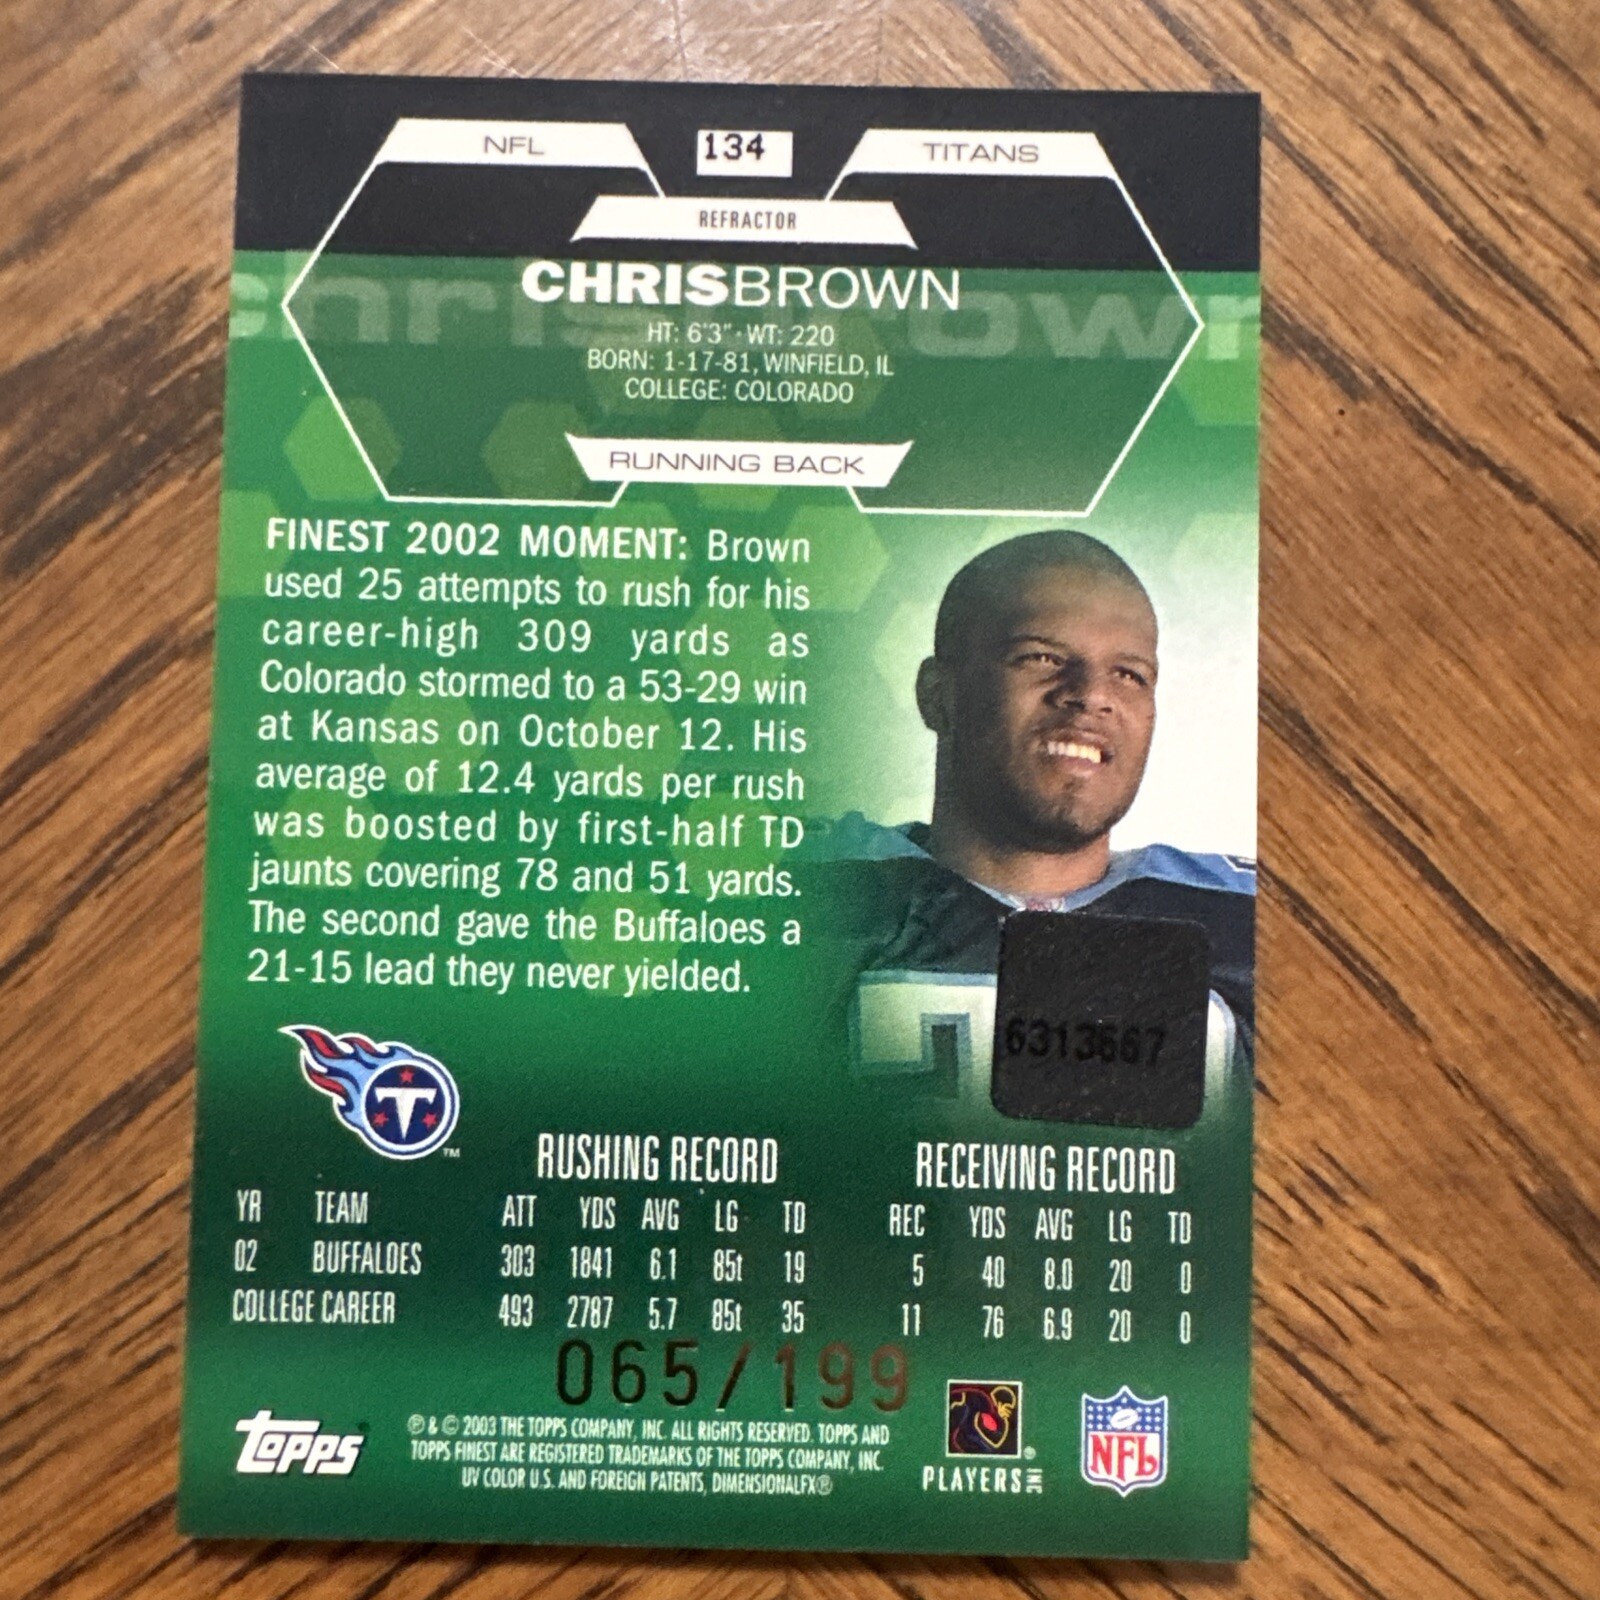 NFL
134
TITANS
REFRACTOR
CHRISBROWN
HT: 6'3" · WT: 220
BORN: 1-17-81, WINFIELD, IL
COLLEGE: COLORADO
RUNNING BACK
FINEST 2002 MOMENT: Brown
used 25 attempts to rush for his
career-high 309 yards as
Colorado stormed to a 53-29 win
at Kansas on October 12. His
average of 12.4 yards per rush
was boosted by first-half TD
jaunts covering 78 and 51 yards.
The second gave the Buffaloes a
21-15 lead they never yielded.
6313667
T
TM
RUSHING RECORD RECEIVING RECORD
YR TEAM ATT YDS AVG LG TD REC YDS AVG LG TD
02 BUFFALOES 303 1841 6.1 85t 19 5 40 8.0 20 0
COLLEGE CAREER 493 2787 5.7 85t 35 11 76 6.9 20 0
065/199
Topps
℗ & © 2003 THE TOPPS COMPANY, INC. ALL RIGHTS RESERVED. TOPPS AND
TOPPS FINEST ARE REGISTERED TRADEMARKS OF THE TOPPS COMPANY, INC.
UV COLOR U.S. AND FOREIGN PATENTS, DIMENSIONALFX®
PLAYERS INC
NFL